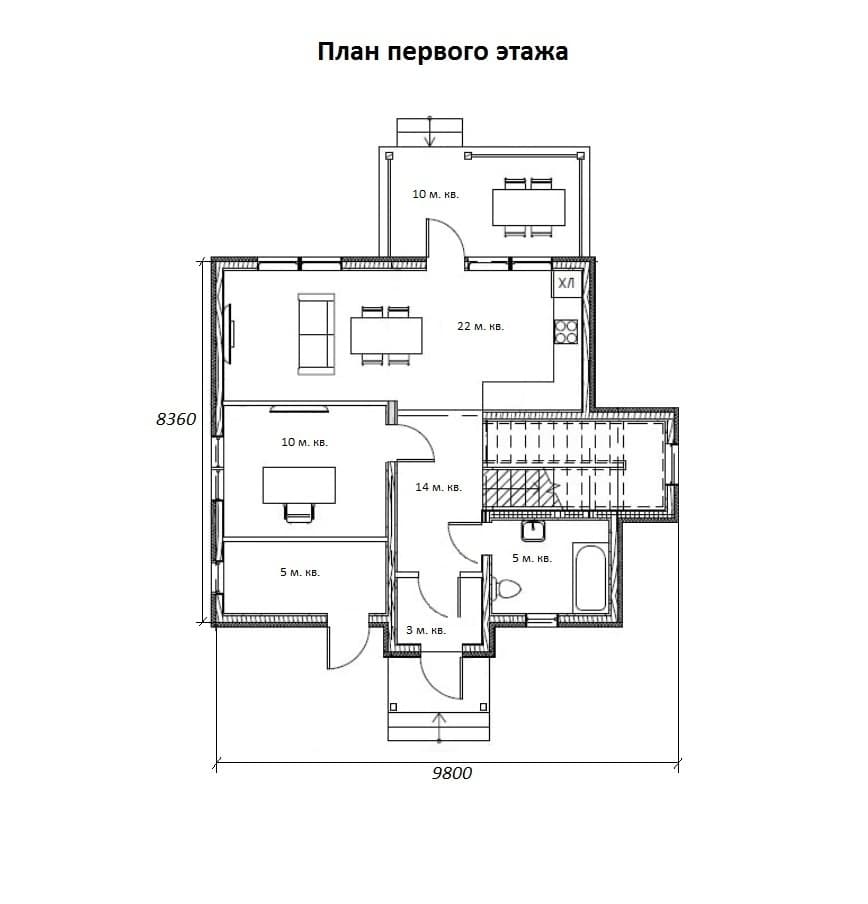 План первого этажа
10 м. кв.
ХЛ
22 м. кв.
8360
10 м. кв.
14 м. кв.
5 м. кв.
5 м. кв.
3 м. кв.
9800